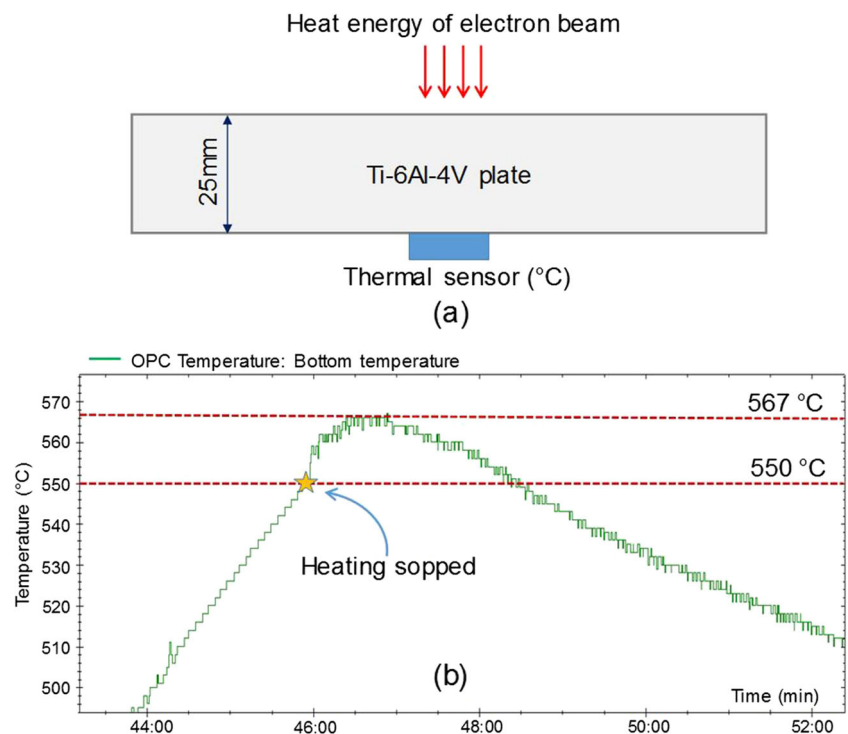 Heat energy of electron beam
25mm
Ti-6Al-4V plate
Thermal sensor (°C)
(a)
OPC Temperature: Bottom temperature
570
560
550
540
530
520
510
500
Temperature (°C)
567 °C
550 °C
Heating sopped
(b)
Time (min)
44:00 46:00 48:00 50:00 52:00